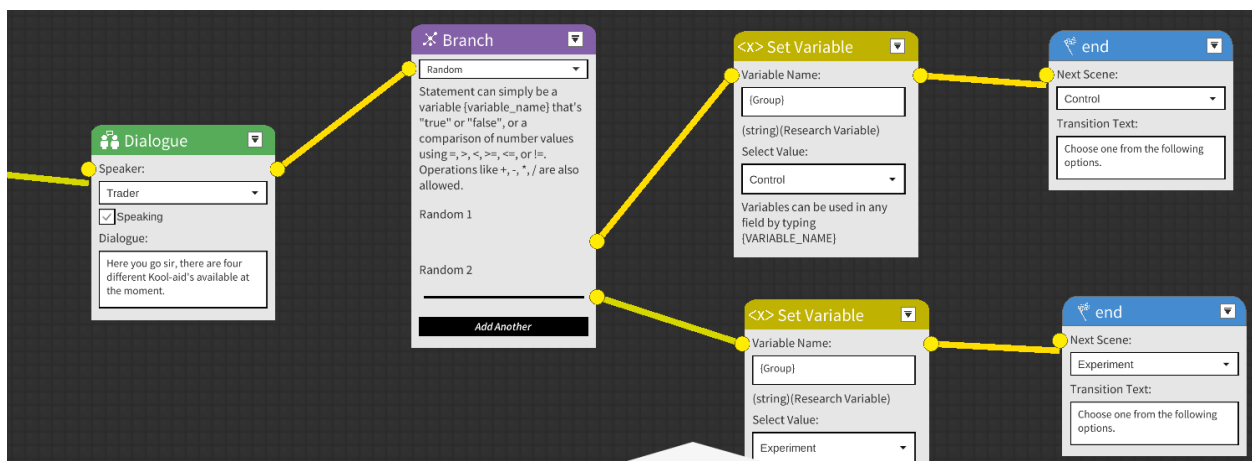 Dialogue
Speaker:
Trader
Speaking
Dialogue:
Here you go sir, there are four
different Kool-aid's available at
the moment.
Branch
Random
Statement can simply be a
variable {variable_name} that's
"true" or "false", or a
comparison of number values
using =, >, <, >=, <=, or !=.
Operations like +, -, *, / are also
allowed.
Random 1
Random 2
Add Another
<x> Set Variable
Variable Name:
{Group}
(string)(Research Variable)
Select Value:
Control
Variables can be used in any
field by typing
{VARIABLE_NAME}
end
Next Scene:
Control
Transition Text:
Choose one from the following
options.
<x> Set Variable
Variable Name:
{Group}
(string)(Research Variable)
Select Value:
Experiment
end
Next Scene:
Experiment
Transition Text:
Choose one from the following
options.